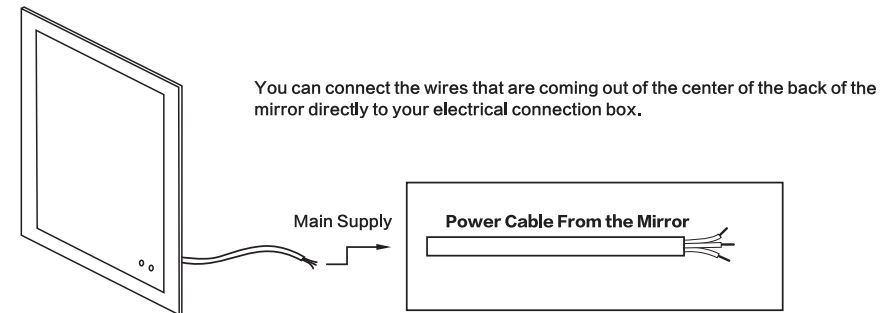 You can connect the wires that are coming out of the center of the back of the
mirror directly to your electrical connection box.
Main Supply
Power Cable From the Mirror